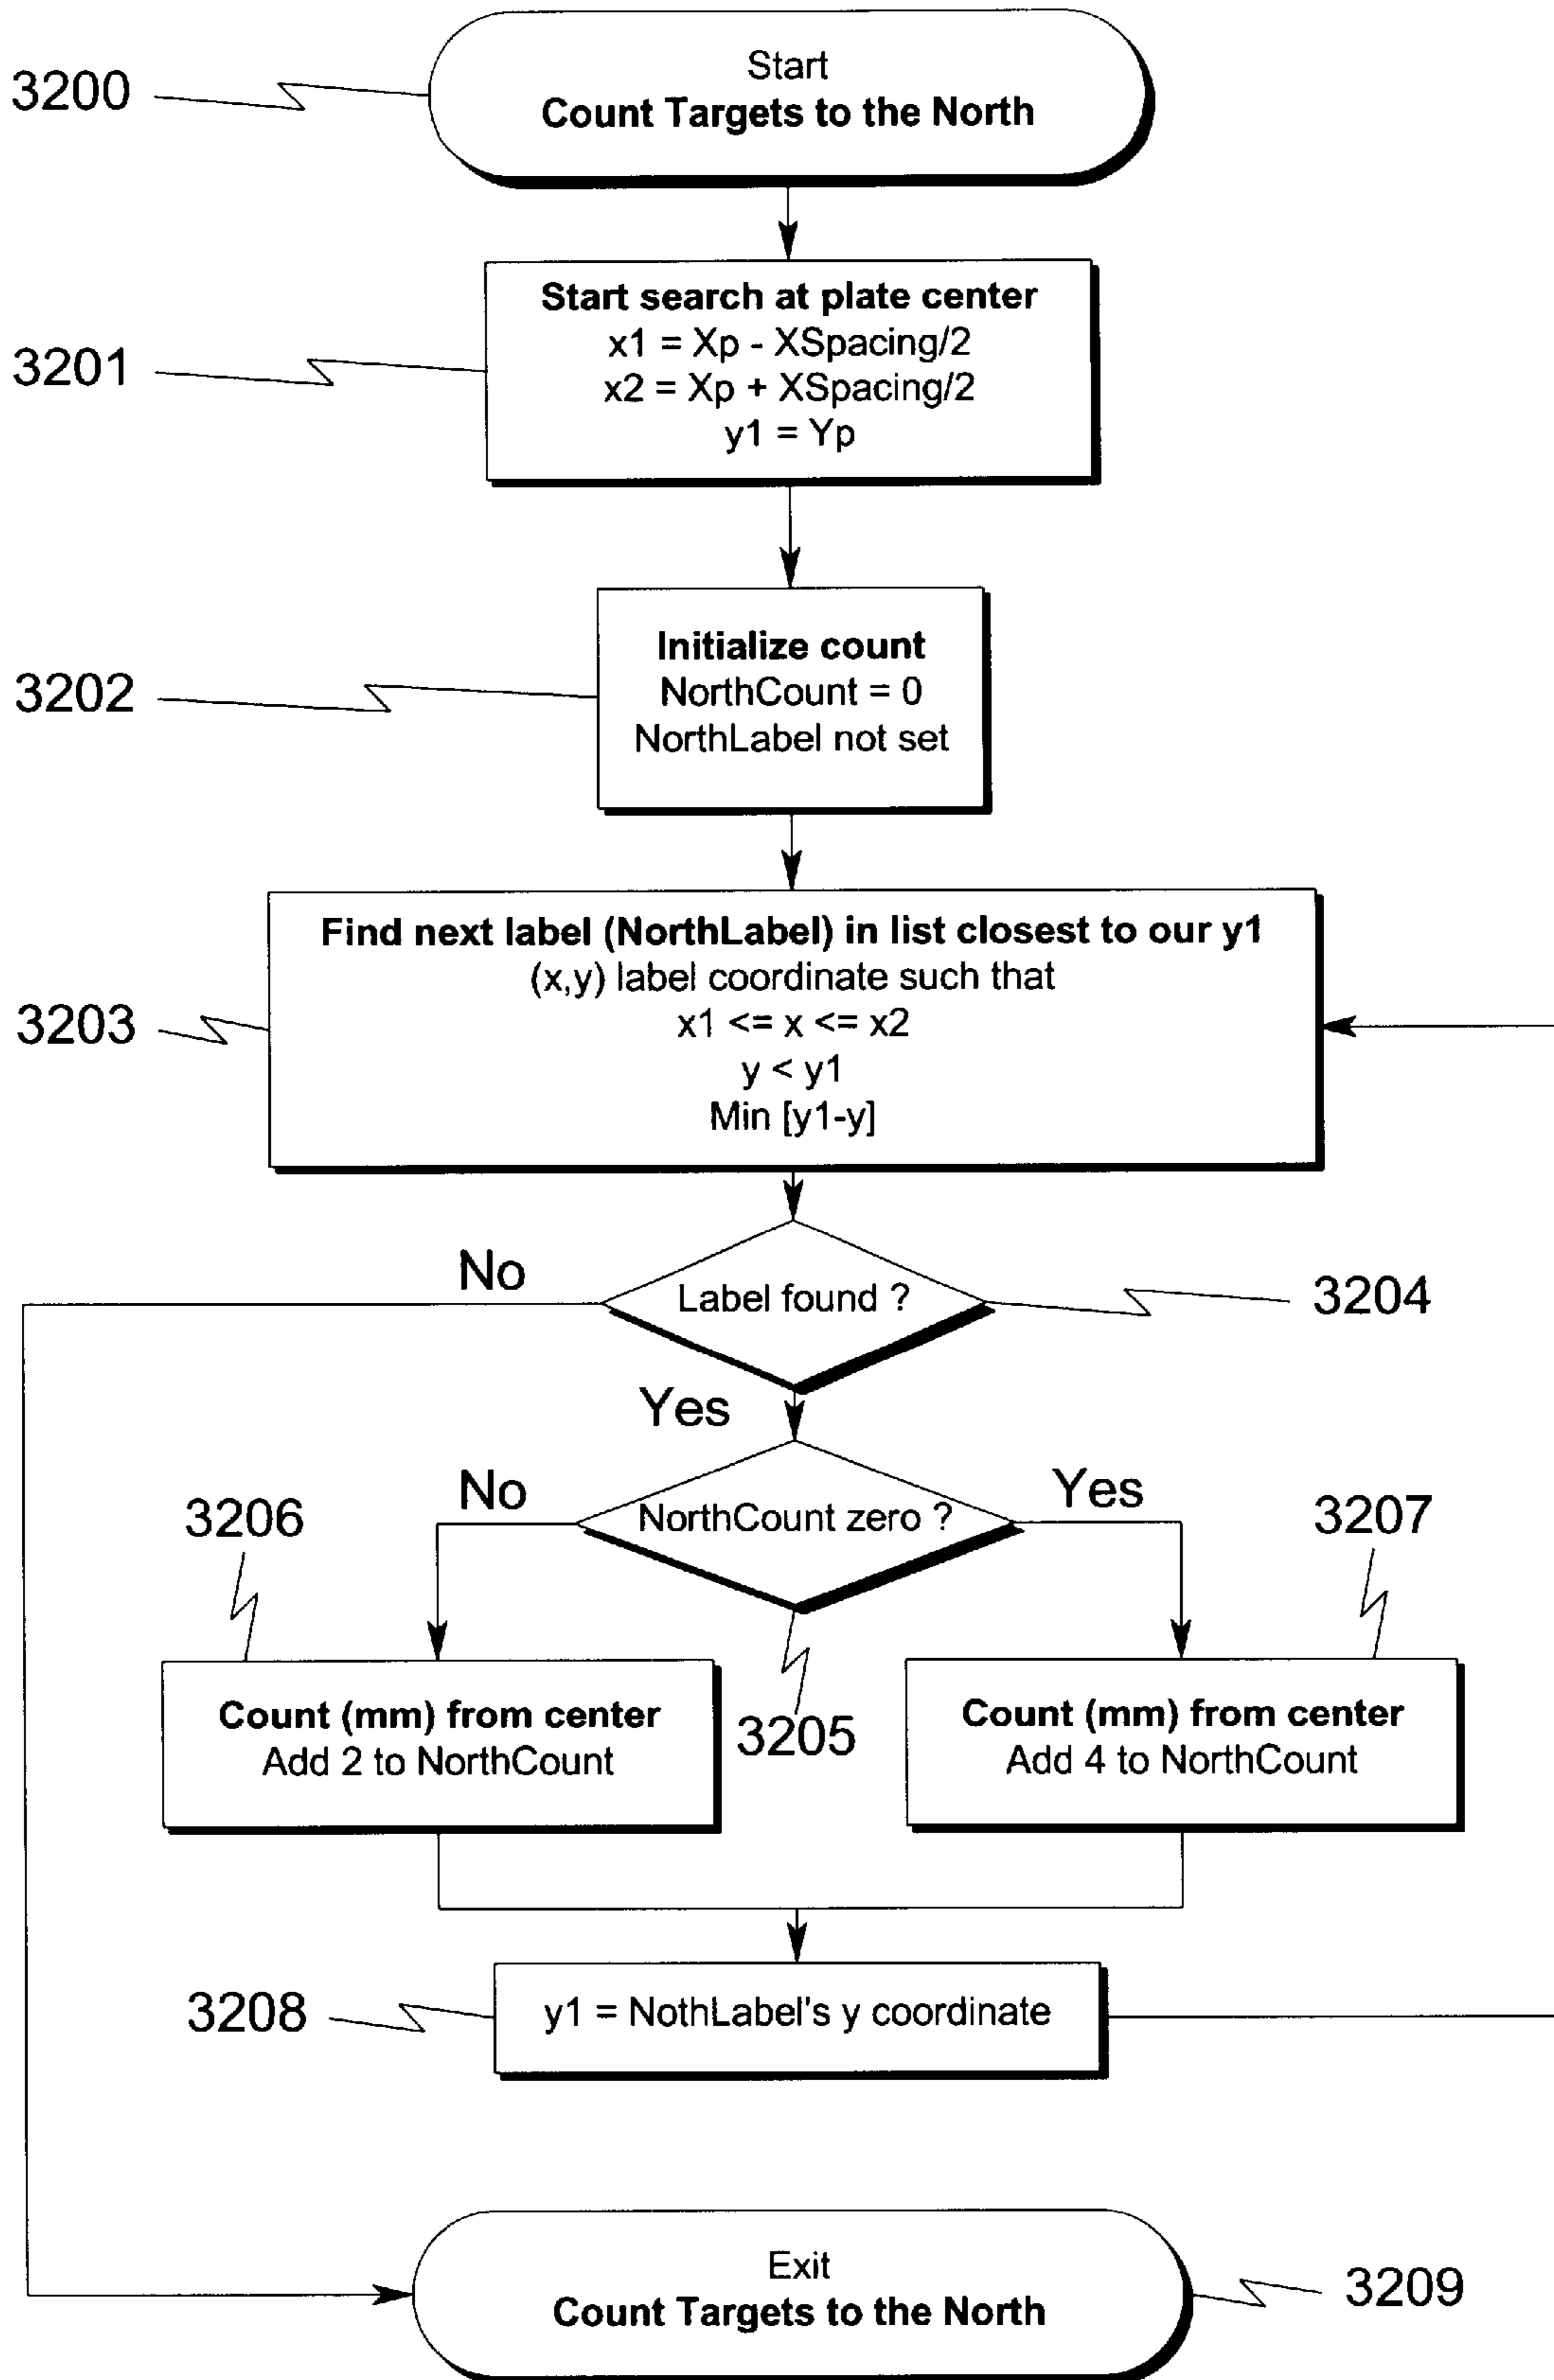 3200
Start
Count Targets to the North
3201
Start search at plate center
x1 = Xp - XSpacing/2
x2 = Xp + XSpacing/2
y1 = Yp
3202
Initialize count
NorthCount = 0
NorthLabel not set
3203
Find next label (NorthLabel) in list closest to our y1
(x,y) label coordinate such that
x1 <= x <= x2
y < y1
Min [y1-y]
No
Label found ?
3204
Yes
No
NorthCount zero ?
Yes
3206
3207
Count (mm) from center
Add 2 to NorthCount
3205
Count (mm) from center
Add 4 to NorthCount
3208
y1 = NothLabel's y coordinate
Exit
Count Targets to the North
3209